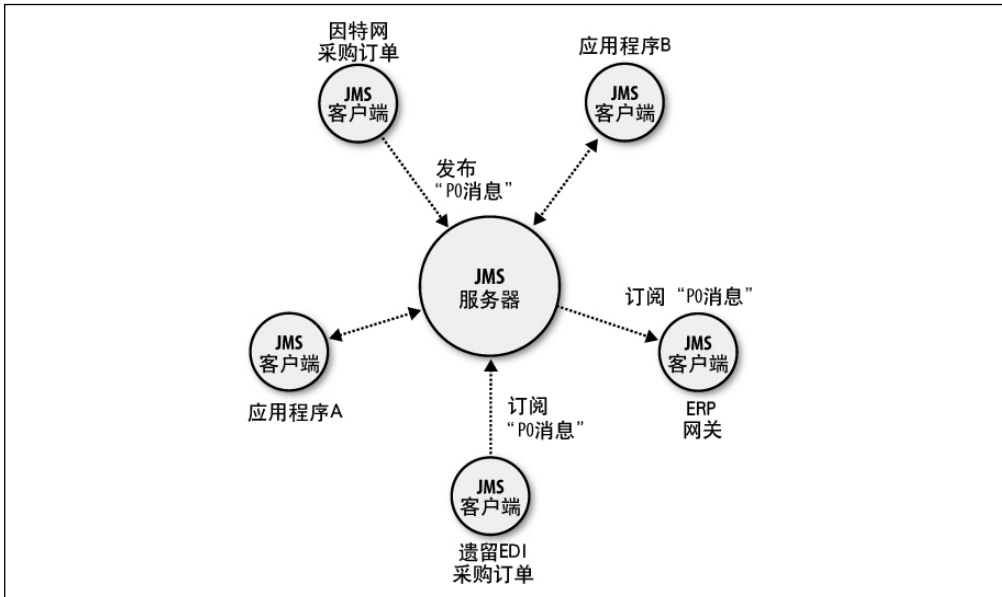 因特网
采购订单
JMS
客户端
应用程序B
JMS
客户端
发布
“PO消息”
JMS
服务器
订阅“PO消息”
JMS
客户端
ERP
网关
JMS
客户端
应用程序A
订阅
“PO消息”
JMS
客户端
遗留EDI
采购订单